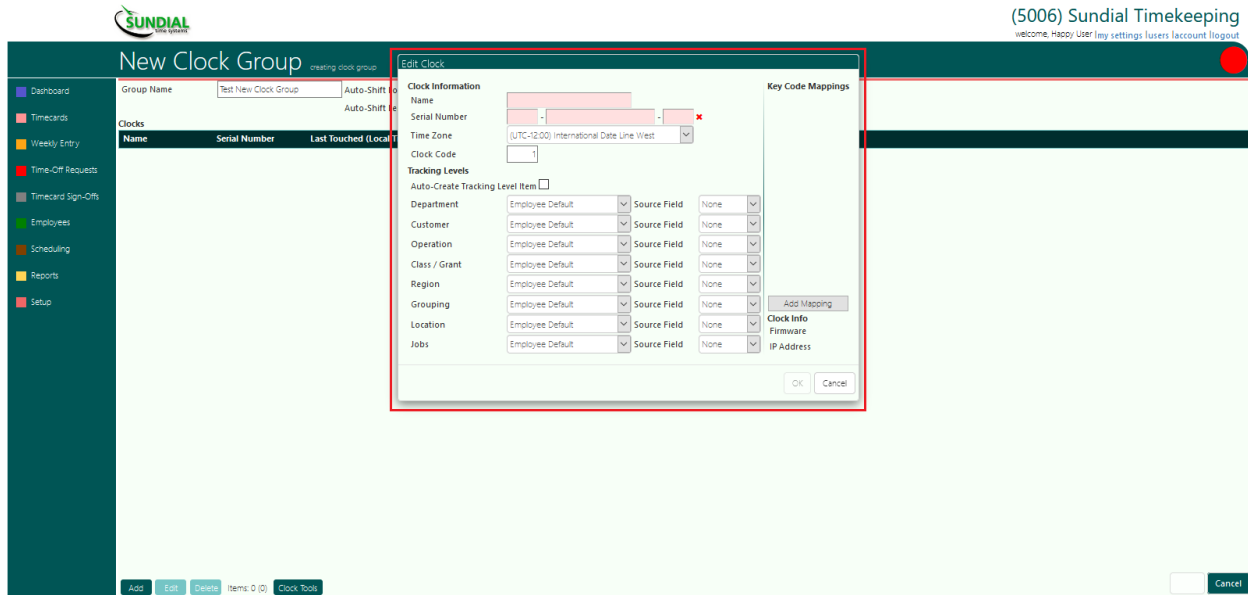 SUNDIAL
time systems
(5006) Sundial Timekeeping
welcome, Happy User |my settings |users |account |logout
New Clock Group creating clock group
Dashboard
Timecards
Weekly Entry
Time-Off Requests
Timecard Sign-Offs
Employees
Scheduling
Reports
Setup
Group Name Test New Clock Group Auto-Shift
Auto-Shift
Clocks
Name Serial Number Last Touched (Local
Edit Clock
Clock Information
Name
Serial Number - -
Time Zone (UTC-12:00) International Date Line West
Clock Code 1
Tracking Levels
Auto-Create Tracking Level Item
Department Employee Default Source Field None
Customer Employee Default Source Field None
Operation Employee Default Source Field None
Class / Grant Employee Default Source Field None
Region Employee Default Source Field None
Grouping Employee Default Source Field None
Location Employee Default Source Field None
Jobs Employee Default Source Field None
Key Code Mappings
Add Mapping
Clock Info
Firmware
IP Address
OK Cancel
Add Edit Delete Items: 0 (0) Clock Tools
Cancel